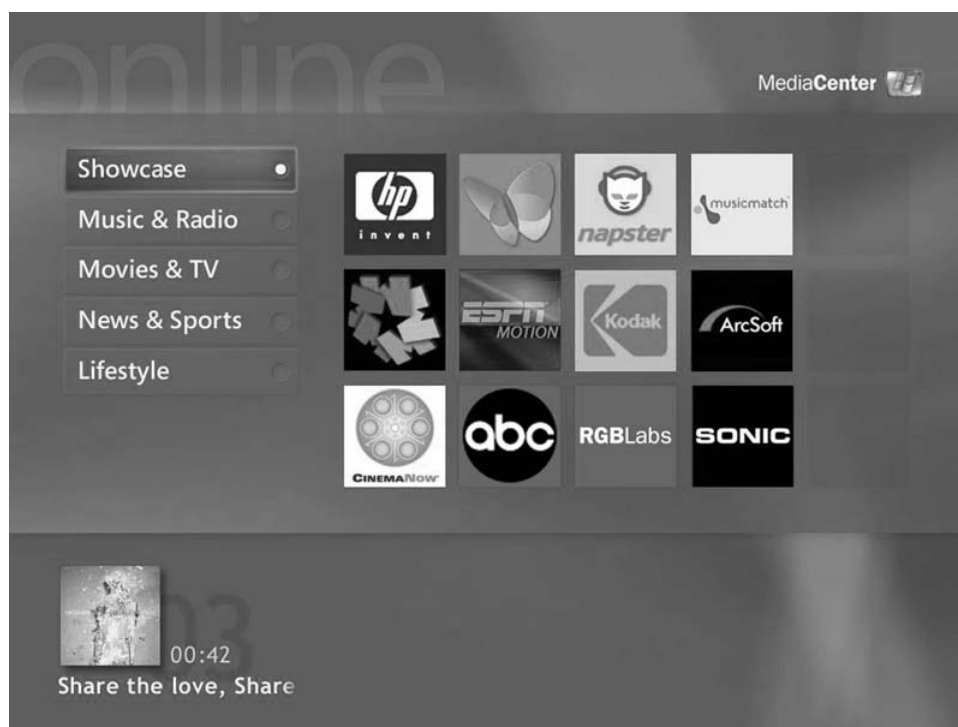 online
MediaCenter
Showcase
Music & Radio
Movies & TV
News & Sports
Lifestyle
hp
invent
napster
musicmatch
ESPN
MOTION
Kodak
ArcSoft
CINEMANOW
abc
RGBLabs
SONIC
03
00:42
Share the love, Share